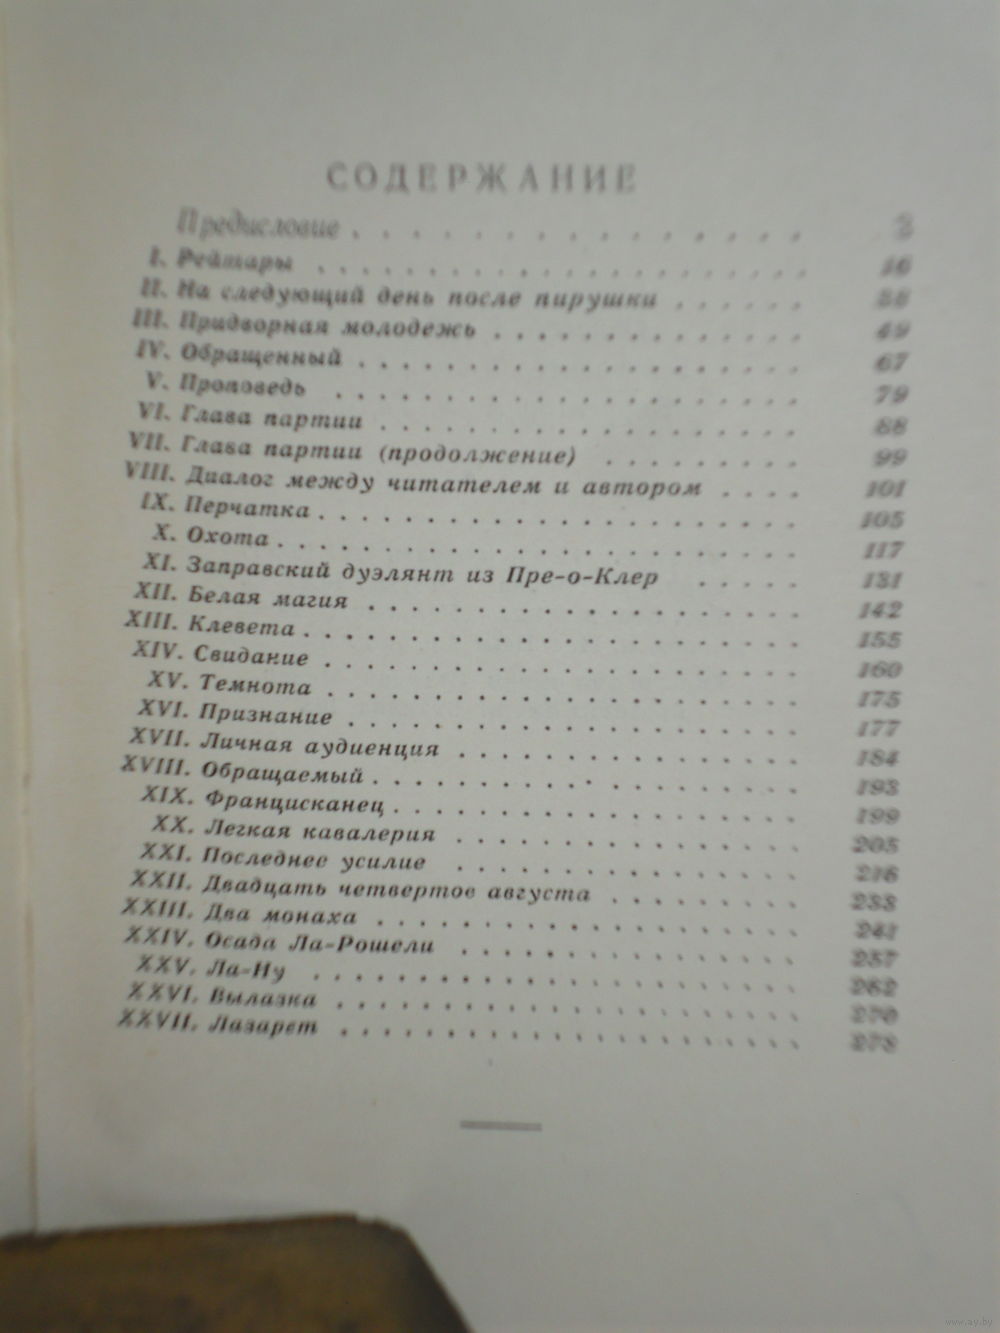 СОДЕРЖАНИЕ
Предисловие . . . . . . . . . . . . . . .
I. Рейтары . . . . . . . . . . . . . . . . 16
II. На следующий день после пирушки . . . . . .
III. Придворная молодежь . . . . . . . . . . . . 49
IV. Обращенный . . . . . . . . . . . . . . . . 67
V. Проповедь . . . . . . . . . . . . . . . . 79
VI. Глава партии . . . . . . . . . . . . . . . 88
VII. Глава партии (продолжение) . . . . . . . . 99
VIII. Диалог между читателем и автором . . . . 101
IX. Перчатка . . . . . . . . . . . . . . . . . 105
X. Охота . . . . . . . . . . . . . . . . . . . 117
XI. Заправский дуэлянт из Пре-о-Клер . . . . . 131
XII. Белая магия . . . . . . . . . . . . . . . 142
XIII. Клевета . . . . . . . . . . . . . . . . . 155
XIV. Свидание . . . . . . . . . . . . . . . . . 160
XV. Темнота . . . . . . . . . . . . . . . . . . 175
XVI. Признание . . . . . . . . . . . . . . . . 177
XVII. Личная аудиенция . . . . . . . . . . . . 184
XVIII. Обращаемый . . . . . . . . . . . . . . . 193
XIX. Францисканец . . . . . . . . . . . . . . . 199
XX. Легкая кавалерия . . . . . . . . . . . . . 205
XXI. Последнее усилие . . . . . . . . . . . . . 216
XXII. Двадцать четвертое августа . . . . . . . 233
XXIII. Два монаха . . . . . . . . . . . . . . . 241
XXIV. Осада Ла-Рошели . . . . . . . . . . . . . 257
XXV. Ла-Ну . . . . . . . . . . . . . . . . . . 262
XXVI. Вылазка . . . . . . . . . . . . . . . . . 270
XXVII. Лазарет . . . . . . . . . . . . . . . . 278
www.ay.by